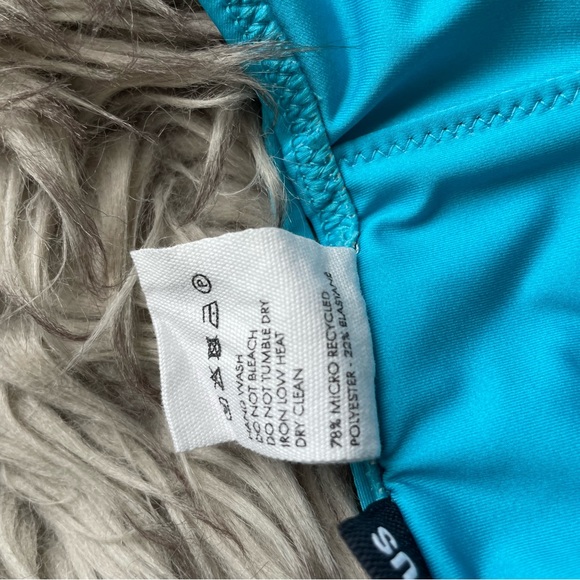 P
HAND WASH
DO NOT BLEACH
DO NOT TUMBLE DRY
IRON LOW HEAT
DRY CLEAN
78% MICRO RECYCLED
POLYESTER - 22% ELASTANE
us